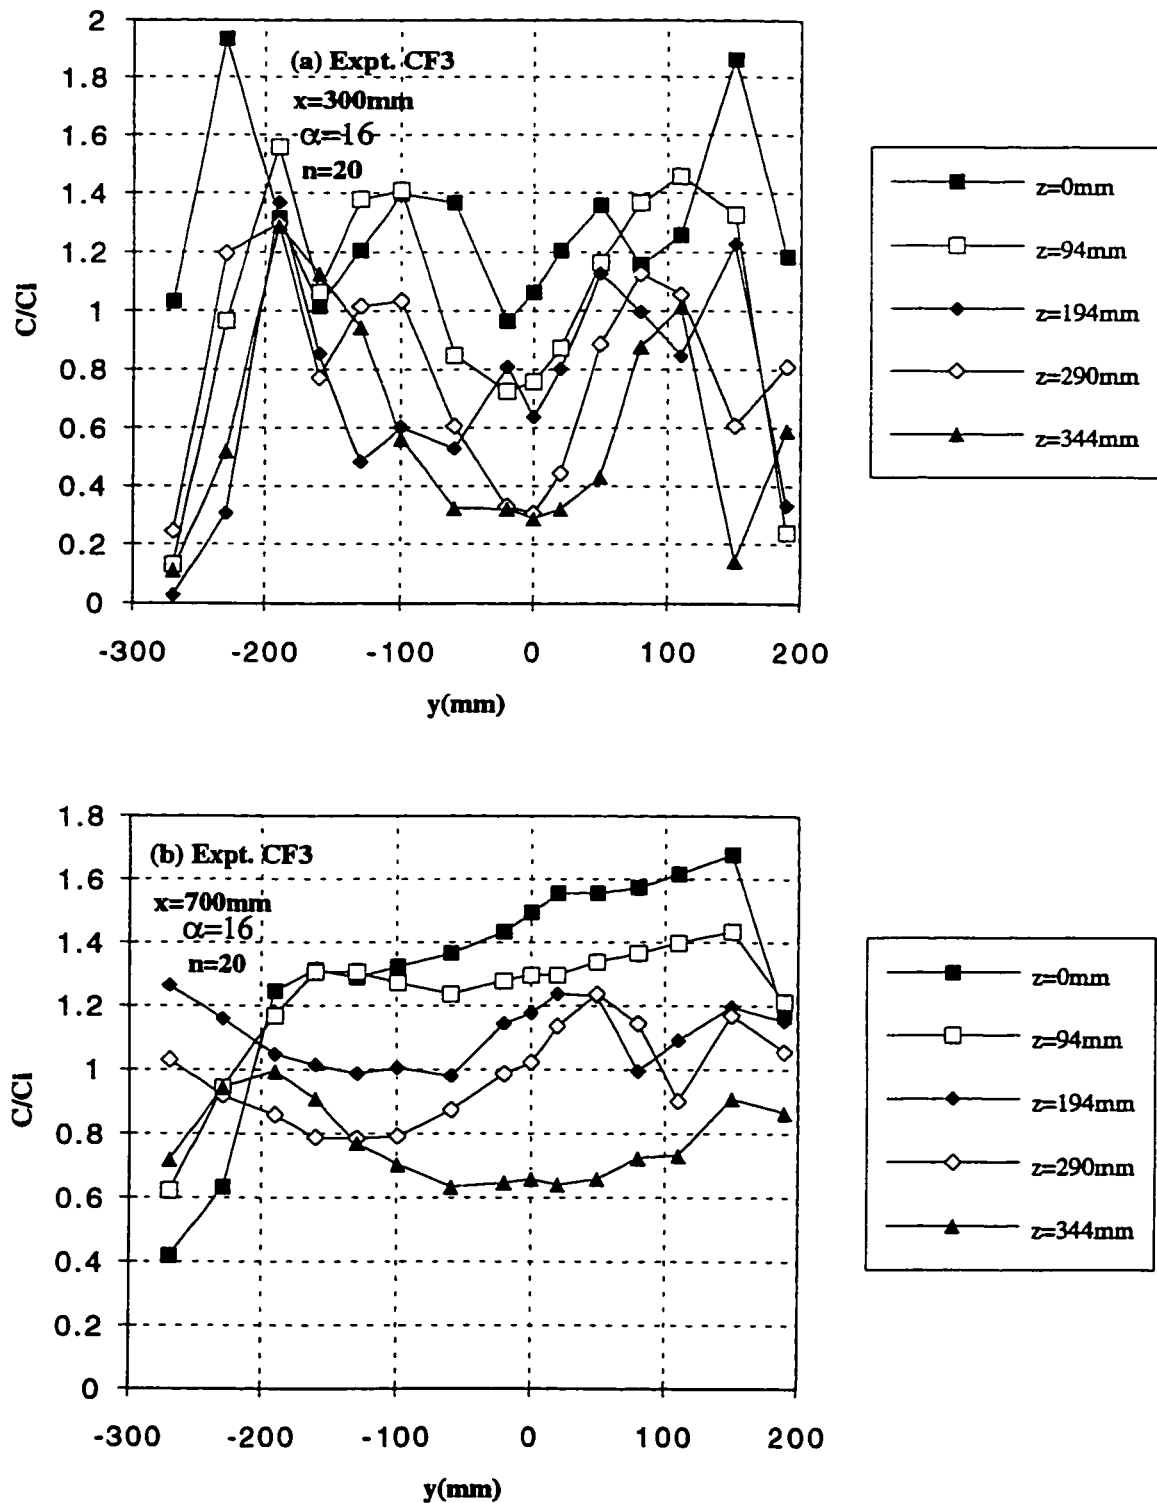 2
1.8
1.6
1.4
1.2
1
0.8
0.6
0.4
0.2
0
C/Ci
(a) Expt. CF3
x=300mm
α=16
n=20
-300 -200 -100 0 100 200
y(mm)
z=0mm
z=94mm
z=194mm
z=290mm
z=344mm
1.8
1.6
1.4
1.2
1
0.8
0.6
0.4
0.2
0
C/Ci
(b) Expt. CF3
x=700mm
α=16
n=20
-300 -200 -100 0 100 200
y(mm)
z=0mm
z=94mm
z=194mm
z=290mm
z=344mm